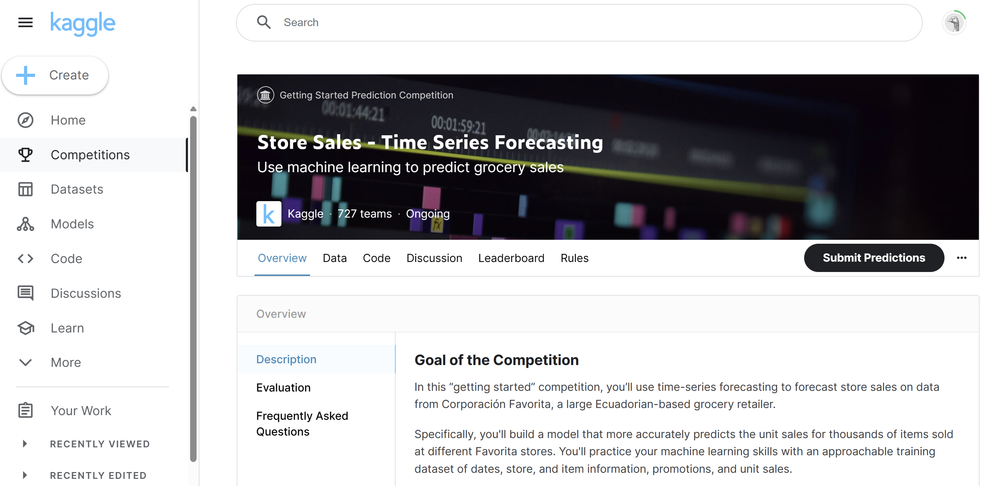 kaggle
Search
Create
Home
Competitions
Datasets
Models
Code
Discussions
Learn
More
Your Work
RECENTLY VIEWED
RECENTLY EDITED
Getting Started Prediction Competition
00:01:44:21
00:01:59:21
Store Sales - Time Series Forecasting
Use machine learning to predict grocery sales
k
Kaggle · 727 teams · Ongoing
fx
Overview Data Code Discussion Leaderboard Rules
Submit Predictions
Overview
Description
Evaluation
Frequently Asked
Questions
Goal of the Competition
In this “getting started” competition, you’ll use time-series forecasting to forecast store sales on data
from Corporación Favorita, a large Ecuadorian-based grocery retailer.
Specifically, you'll build a model that more accurately predicts the unit sales for thousands of items sold
at different Favorita stores. You'll practice your machine learning skills with an approachable training
dataset of dates, store, and item information, promotions, and unit sales.